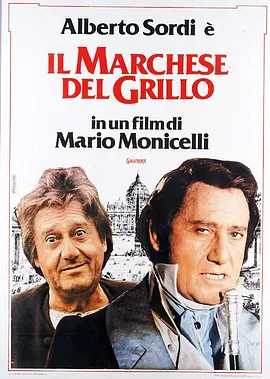 Alberto Sordi è
IL MARCHESE
DEL GRILLO
in un film di
Mario Monicelli
Gaumont